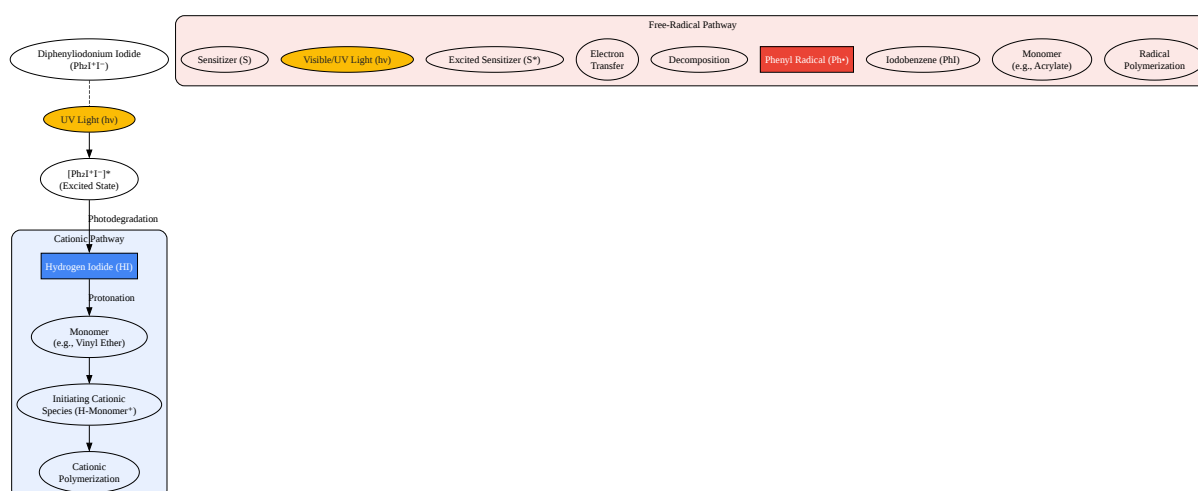 Free-Radical Pathway
Diphenyliodonium Iodide
(Ph₂I⁺I⁻)
Sensitizer (S)
Visible/UV Light (hν)
Excited Sensitizer (S*)
Electron
Transfer
Decomposition
Phenyl Radical (Ph•)
Iodobenzene (PhI)
Monomer
(e.g., Acrylate)
Radical
Polymerization
UV Light (hν)
[Ph₂I⁺I⁻]*
(Excited State)
Photodegradation
Cationic Pathway
Hydrogen Iodide (HI)
Protonation
Monomer
(e.g., Vinyl Ether)
Initiating Cationic
Species (H-Monomer⁺)
Cationic
Polymerization